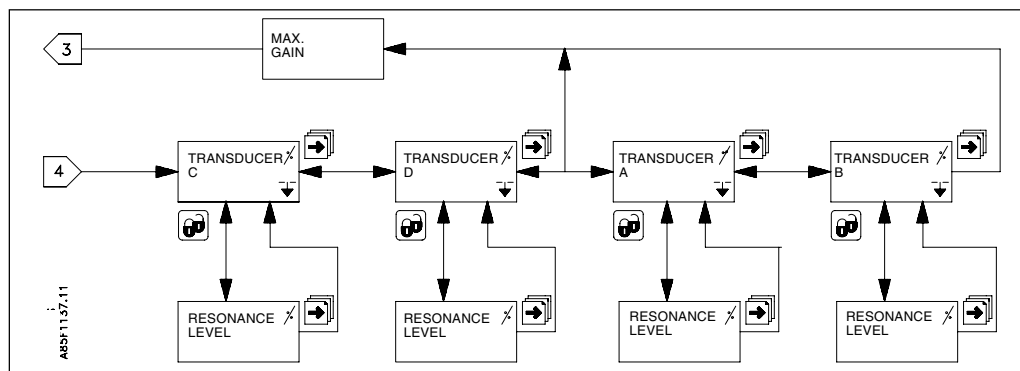 3
MAX.
GAIN
4
TRANSDUCER
C
TRANSDUCER
D
TRANSDUCER
A
TRANSDUCER
B
RESONANCE
LEVEL
RESONANCE
LEVEL
RESONANCE
LEVEL
RESONANCE
LEVEL
A85F1137.11